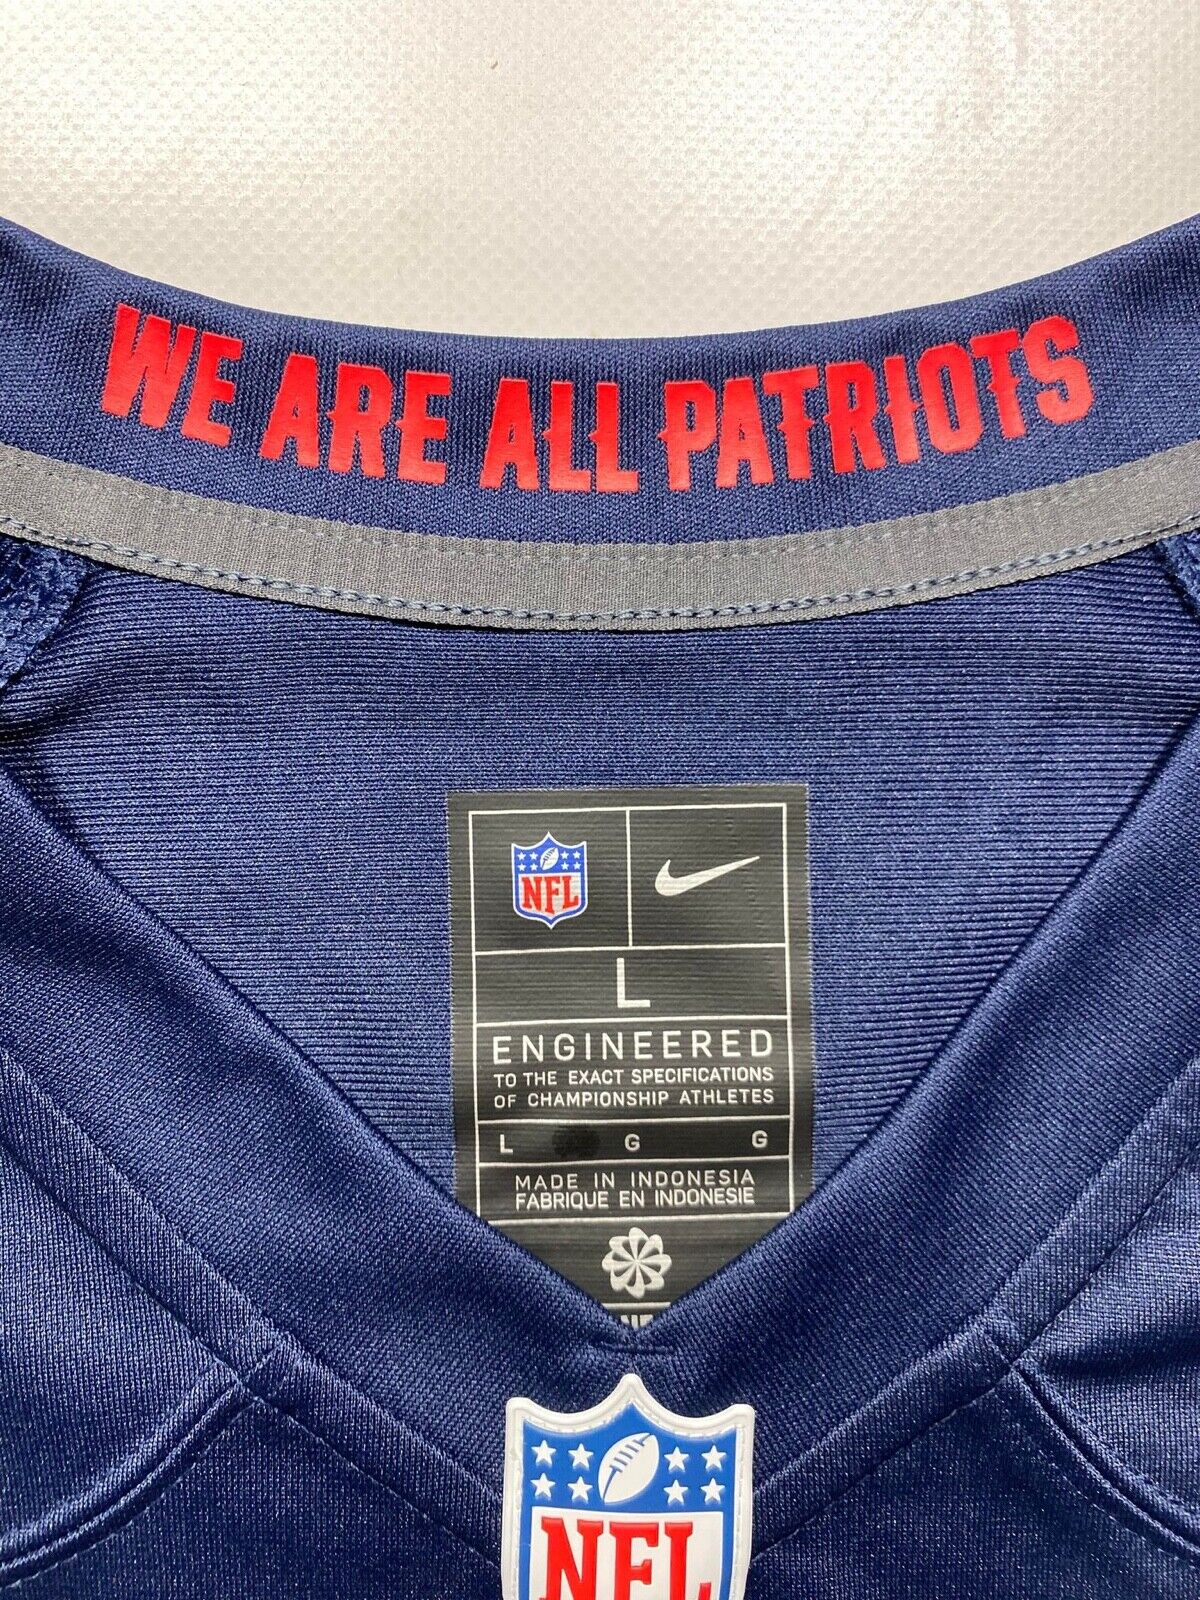 WE ARE ALL PATRIOTS
NFL
L
ENGINEERED
TO THE EXACT SPECIFICATIONS
OF CHAMPIONSHIP ATHLETES
L G G
MADE IN INDONESIA
FABRIQUE EN INDONESIE
NFL